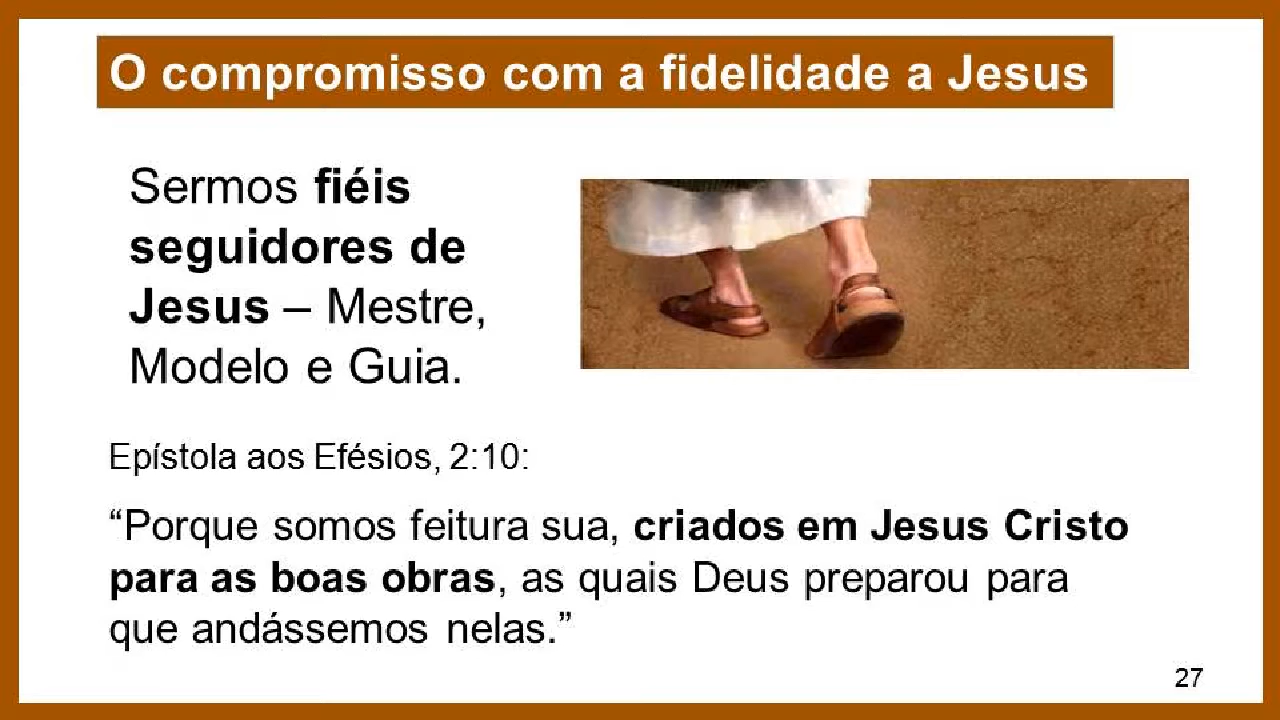 O compromisso com a fidelidade a Jesus
Sermos fiéis
seguidores de
Jesus – Mestre,
Modelo e Guia.
Epístola aos Efésios, 2:10:
“Porque somos feitura sua, criados em Jesus Cristo
para as boas obras, as quais Deus preparou para
que andássemos nelas.”
27